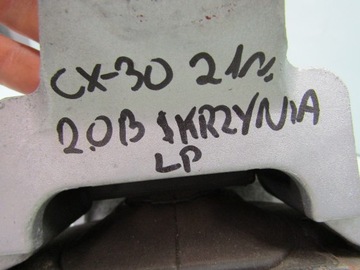 CX-30 21r.
2.0B SKRZYNIA
LP